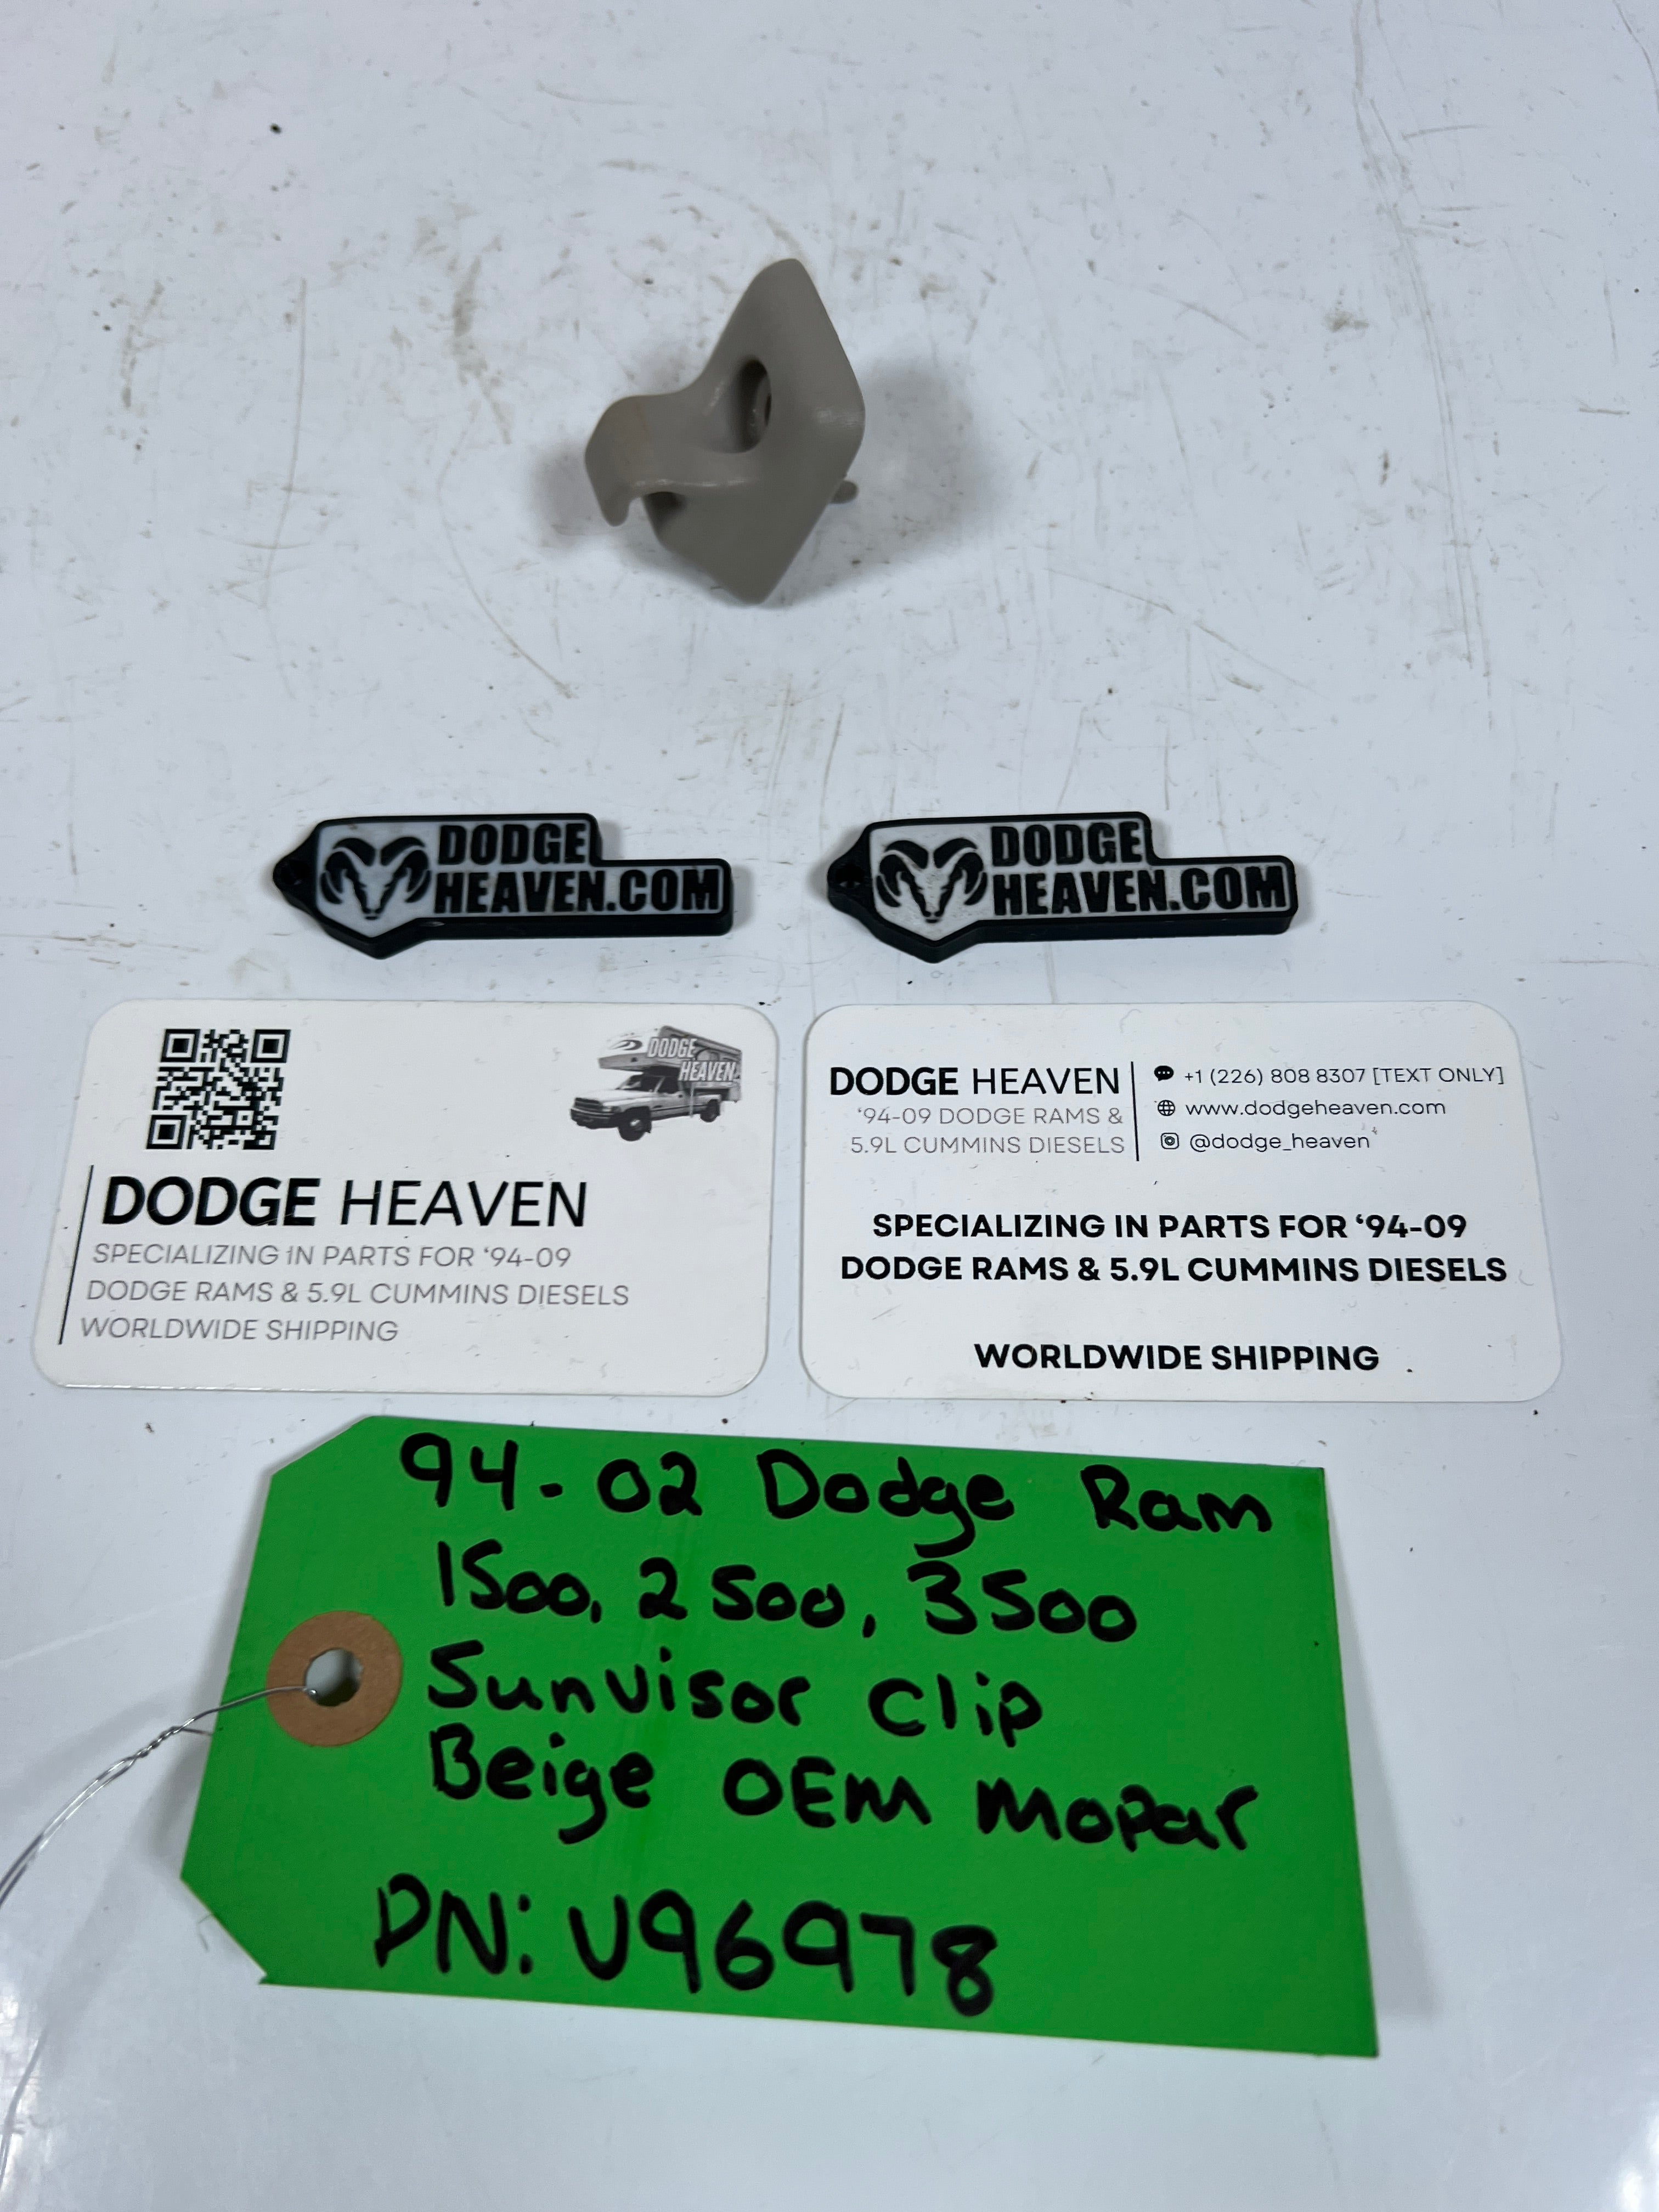 DODGE
HEAVEN.COM
DODGE
HEAVEN.COM
DODGE
HEAVEN
DODGE HEAVEN
SPECIALIZING IN PARTS FOR ‘94-09
DODGE RAMS & 5.9L CUMMINS DIESELS
WORLDWIDE SHIPPING
DODGE HEAVEN
‘94-09 DODGE RAMS &
5.9L CUMMINS DIESELS
+1 (226) 808 8307 [TEXT ONLY]
www.dodgeheaven.com
@dodge_heaven
SPECIALIZING IN PARTS FOR ‘94-09
DODGE RAMS & 5.9L CUMMINS DIESELS
WORLDWIDE SHIPPING
94-02 Dodge Ram
1500, 2500, 3500
Sunvisor Clip
Beige OEM Mopar
PN: U96978